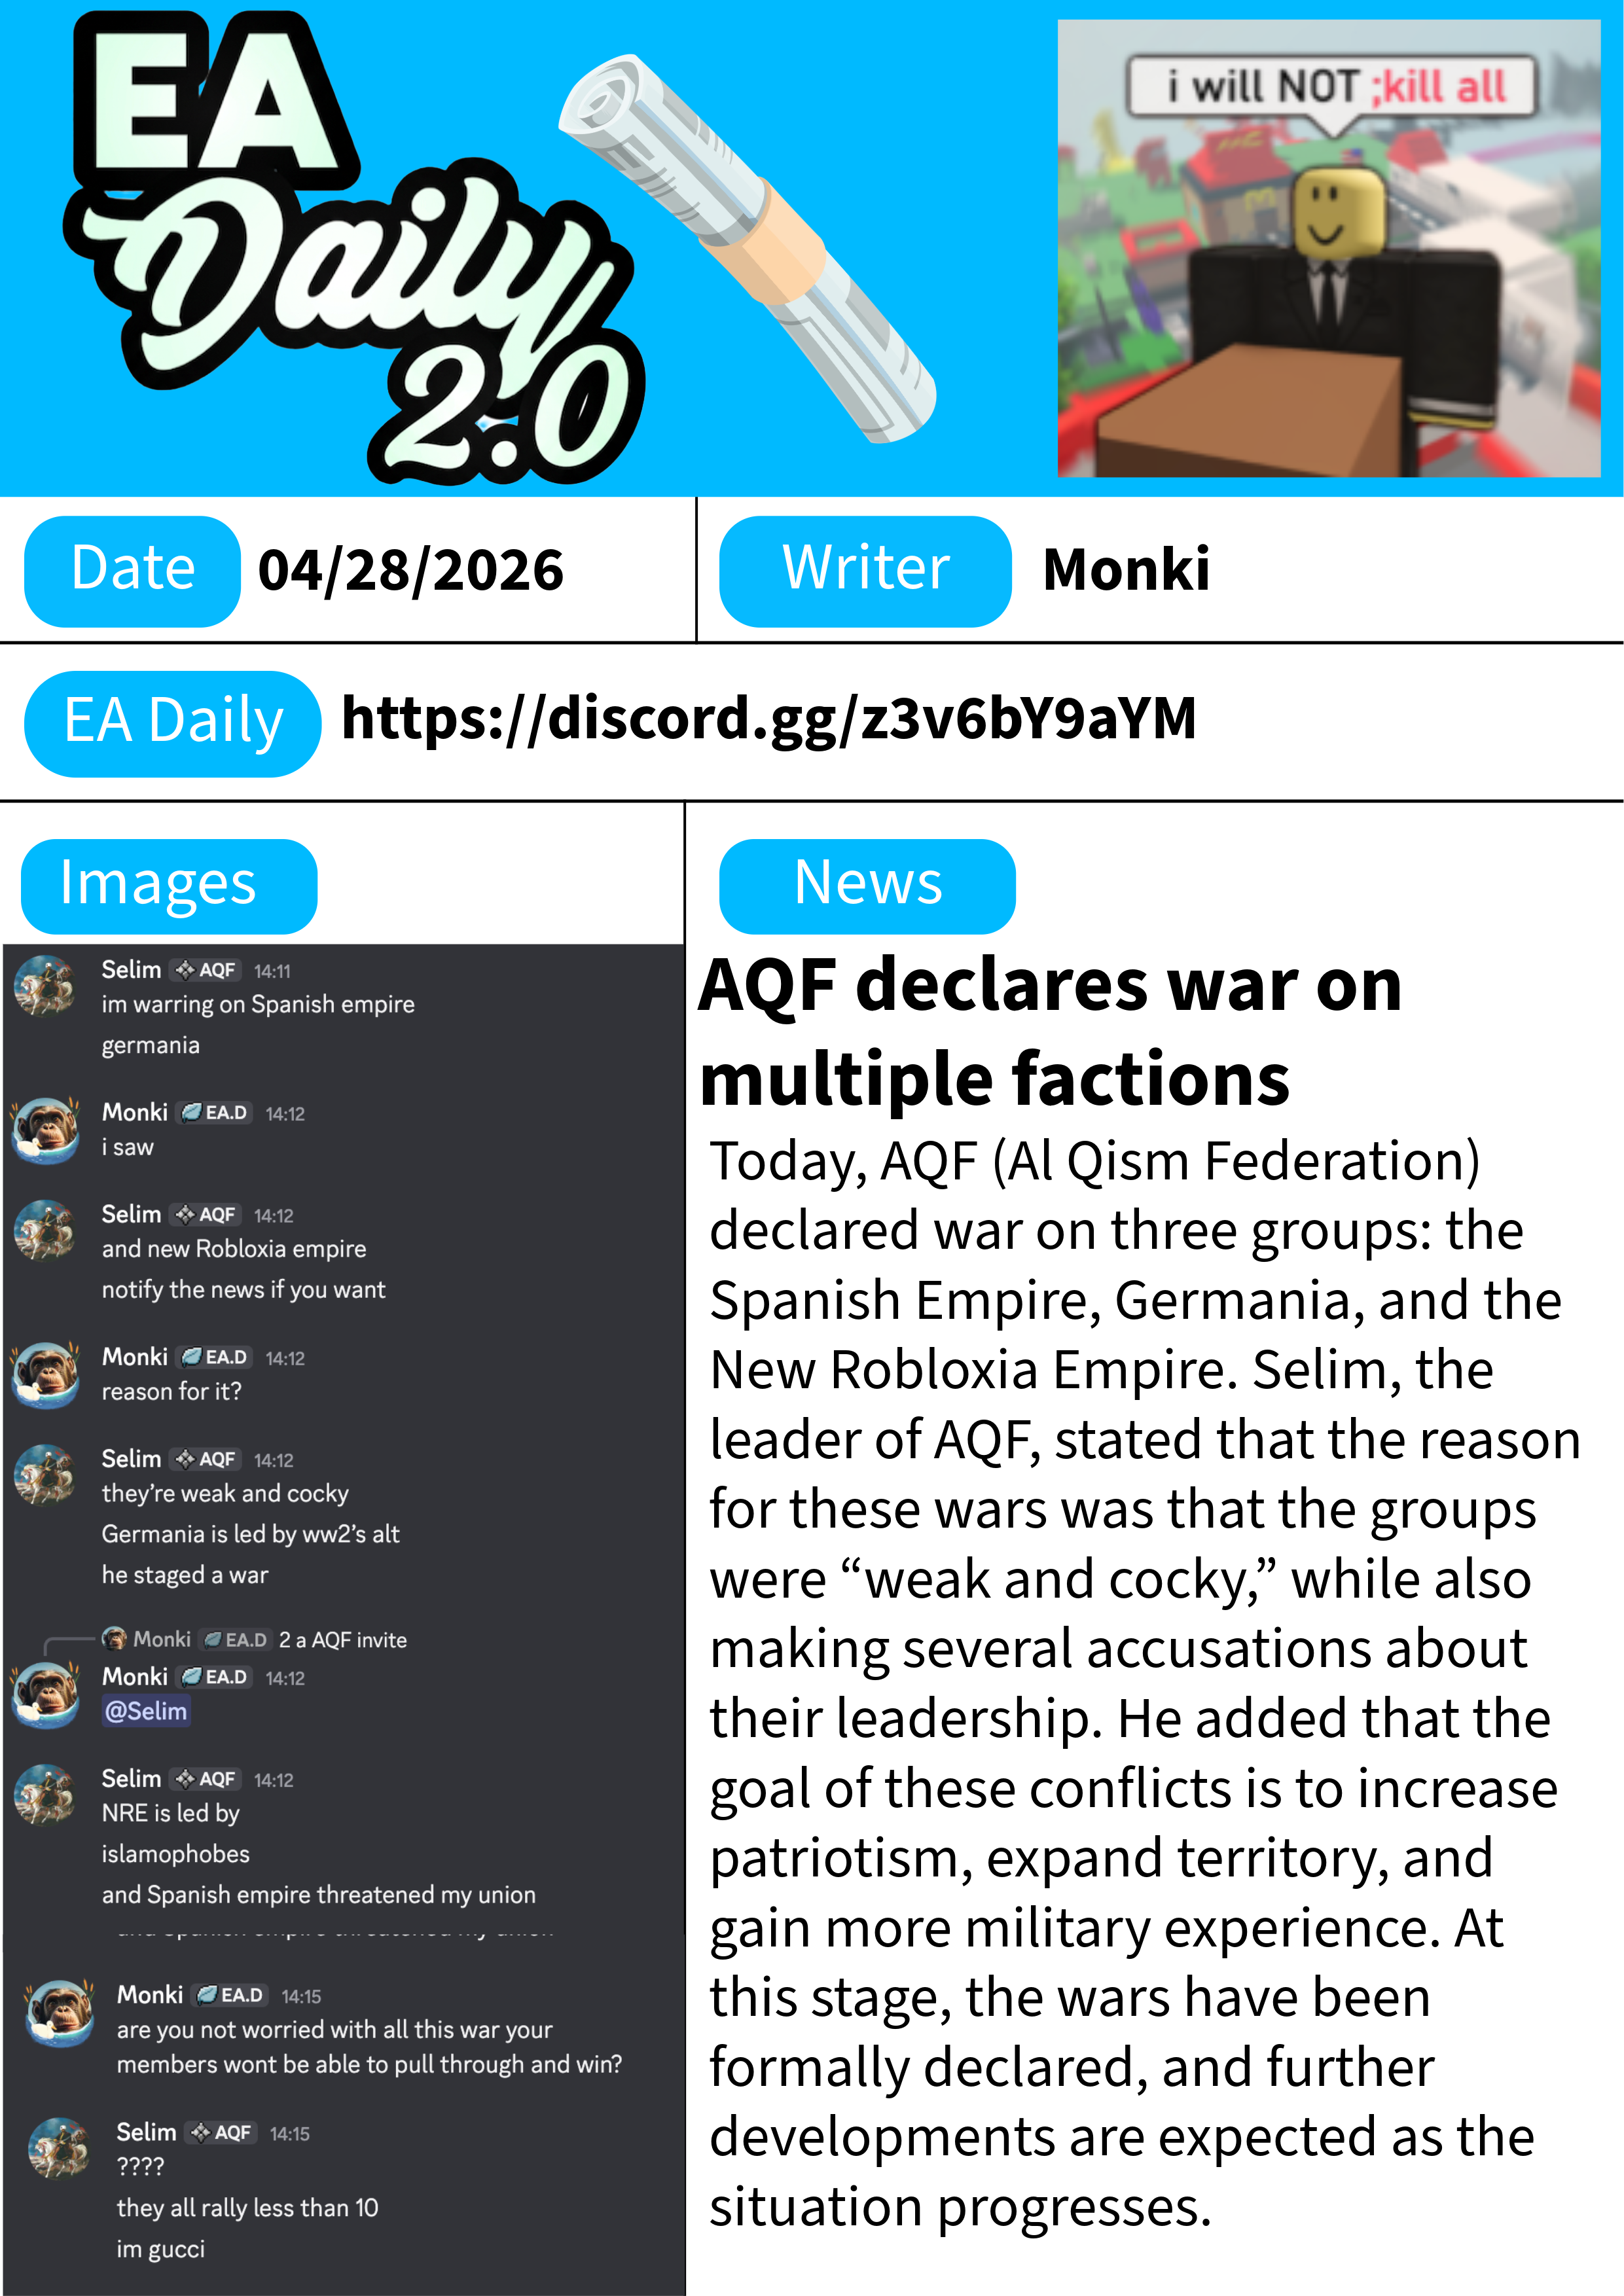 EA
Daily
2.0
i will NOT ;kill all
Date
04/28/2026
Writer
Monki
EA Daily
https://discord.gg/z3v6bY9aYM
Images
Selim AQF 14:11
im warring on Spanish empire
germania
Monki EA.D 14:12
i saw
Selim AQF 14:12
and new Robloxia empire
notify the news if you want
Monki EA.D 14:12
reason for it?
Selim AQF 14:12
they're weak and cocky
Germania is led by ww2's alt
he staged a war
Monki EA.D 2 a AQF invite
Monki EA.D 14:12
@Selim
Selim AQF 14:12
NRE is led by
islamophobes
and Spanish empire threatened my union
and Spanish empire threatened my union
Monki EA.D 14:15
are you not worried with all this war your
members wont be able to pull through and win?
Selim AQF 14:15
????
they all rally less than 10
im gucci
News
AQF declares war on
multiple factions
Today, AQF (Al Qism Federation)
declared war on three groups: the
Spanish Empire, Germania, and the
New Robloxia Empire. Selim, the
leader of AQF, stated that the reason
for these wars was that the groups
were “weak and cocky,” while also
making several accusations about
their leadership. He added that the
goal of these conflicts is to increase
patriotism, expand territory, and
gain more military experience. At
this stage, the wars have been
formally declared, and further
developments are expected as the
situation progresses.